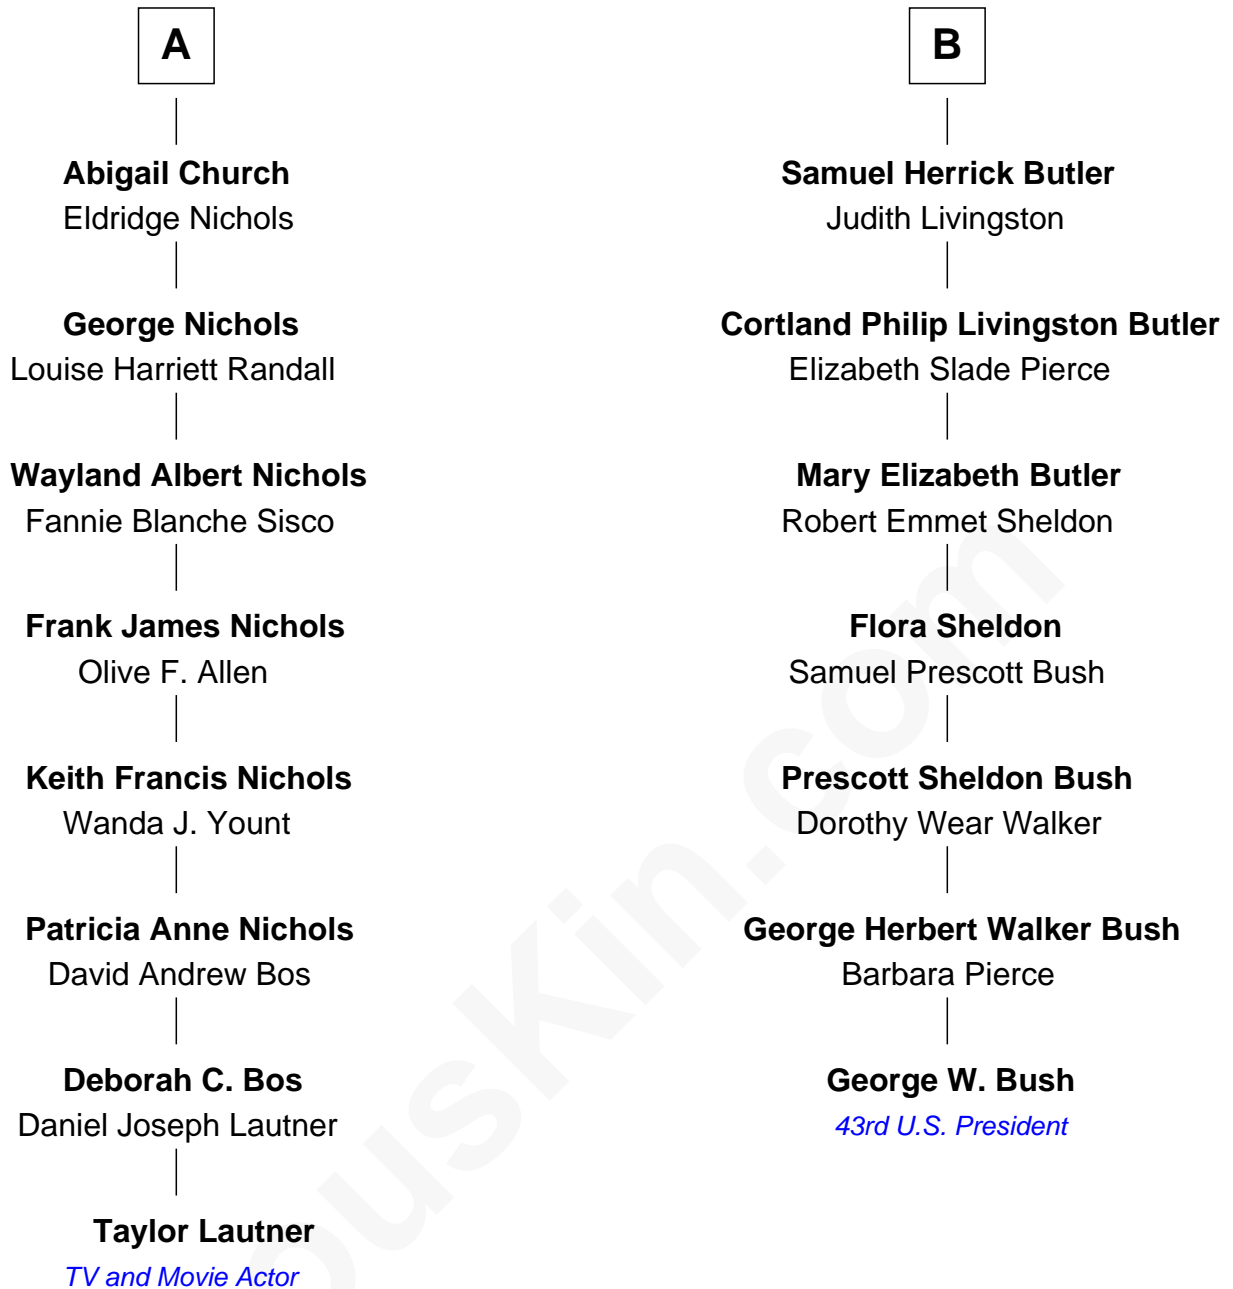 A
Abigail Church
Eldridge Nichols
George Nichols
Louise Harriett Randall
Wayland Albert Nichols
Fannie Blanche Sisco
Frank James Nichols
Olive F. Allen
Keith Francis Nichols
Wanda J. Yount
Patricia Anne Nichols
David Andrew Bos
Deborah C. Bos
Daniel Joseph Lautner
Taylor Lautner
TV and Movie Actor
B
Samuel Herrick Butler
Judith Livingston
Cortland Philip Livingston Butler
Elizabeth Slade Pierce
Mary Elizabeth Butler
Robert Emmet Sheldon
Flora Sheldon
Samuel Prescott Bush
Prescott Sheldon Bush
Dorothy Wear Walker
George Herbert Walker Bush
Barbara Pierce
George W. Bush
43rd U.S. President
ousKin.com